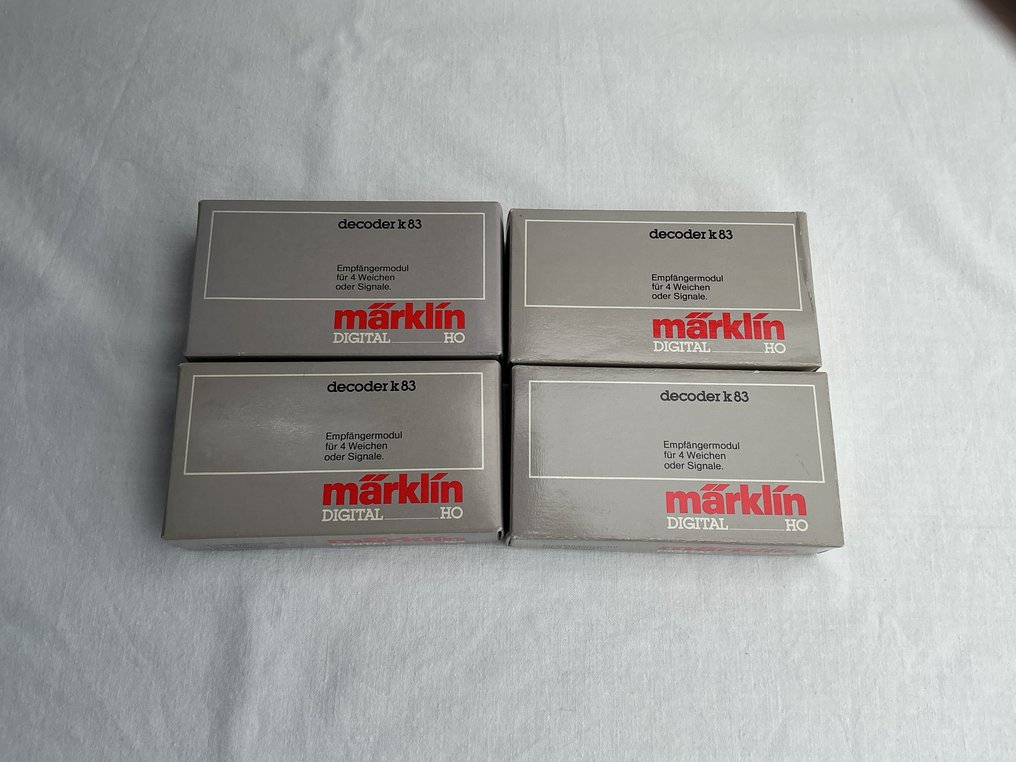 decoder k 83
Empfängermodul
für 4 Weichen
oder Signale.
märklin
DIGITAL HO
decoder k 83
Empfängermodul
für 4 Weichen
oder Signale.
märklin
DIGITAL HO
decoder k 83
Empfängermodul
für 4 Weichen
oder Signale.
märklin
DIGITAL HO
decoder k 83
Empfängermodul
für 4 Weichen
oder Signale.
märklin
DIGITAL HO